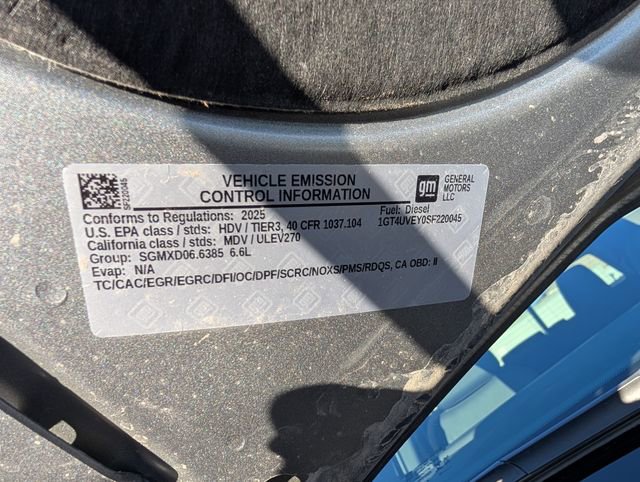 SF220045
VEHICLE EMISSION
CONTROL INFORMATION
gm
GENERAL
MOTORS
LLC
Conforms to Regulations: 2025
Fuel: Diesel
U.S. EPA class / stds: HDV / TIER3, 40 CFR 1037.104
1GT4UVEY0SF220045
California class / stds: MDV / ULEV270
Group: SGMXD06.6385 6.6L
Evap: N/A
TC/CAC/EGR/EGRC/DFI/OC/DPF/SCRC/NOXS/PMS/RDQS, CA OBD: II